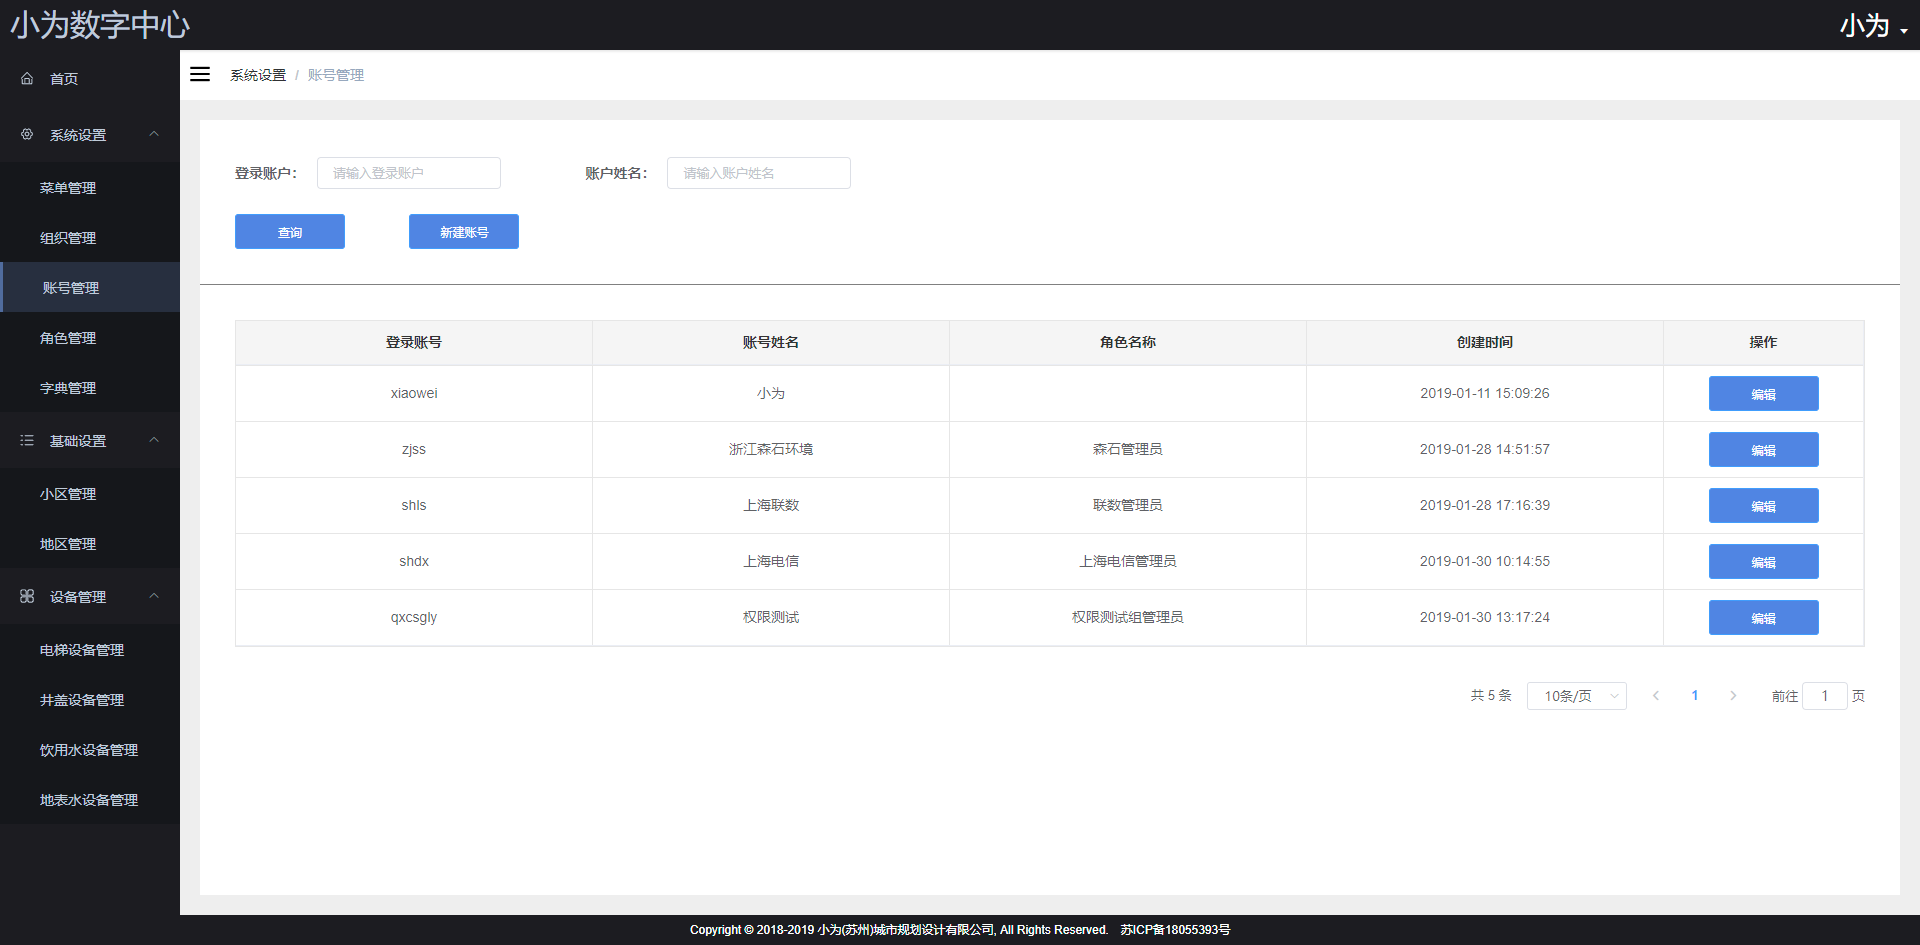 小为数字中心
小为
首页
系统设置
菜单管理
组织管理
账号管理
角色管理
字典管理
基础设置
小区管理
地区管理
设备管理
电梯设备管理
井盖设备管理
饮用水设备管理
地表水设备管理
系统设置 / 账号管理
登录账户： 请输入登录账户 账户姓名： 请输入账户姓名
查询 新建账号
登录账号 账号姓名 角色名称 创建时间 操作
xiaowei 小为 2019-01-11 15:09:26 编辑
zjss 浙江森石环境 森石管理员 2019-01-28 14:51:57 编辑
shls 上海联数 联数管理员 2019-01-28 17:16:39 编辑
shdx 上海电信 上海电信管理员 2019-01-30 10:14:55 编辑
qxcsgly 权限测试 权限测试组管理员 2019-01-30 13:17:24 编辑
共 5 条 10条/页 1 前往 1 页
Copyright © 2018-2019 小为(苏州)城市规划设计有限公司, All Rights Reserved. 苏ICP备18055393号